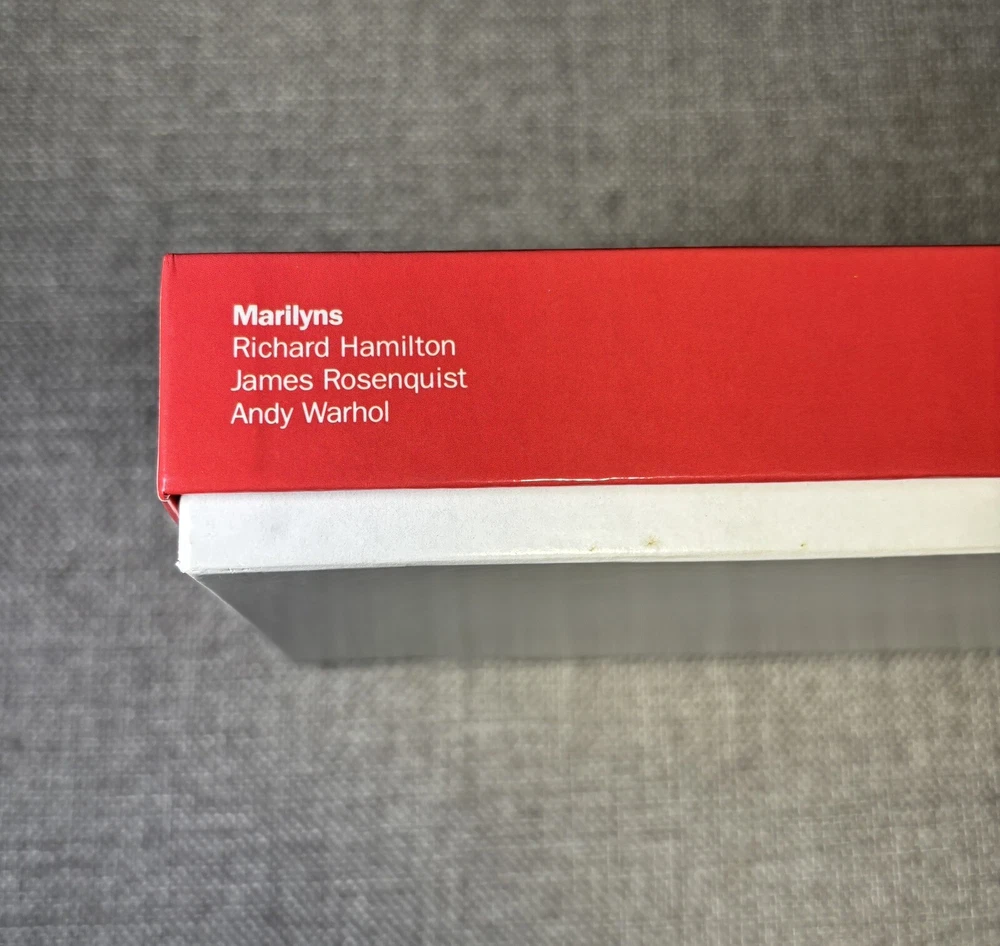 Marilyns
Richard Hamilton
James Rosenquist
Andy Warhol